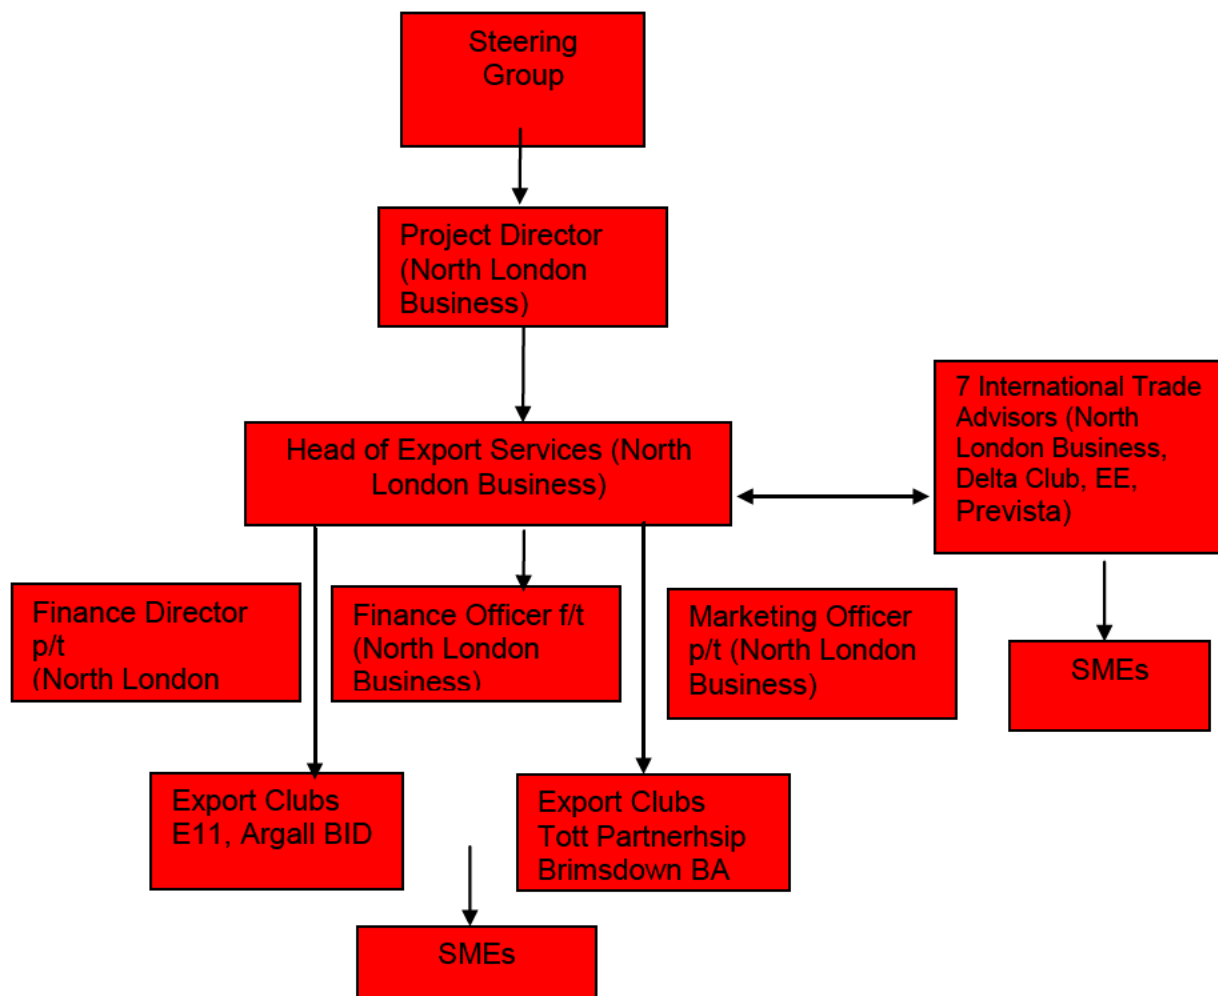 Steering
Group
Project Director
(North London
Business)
7 International Trade
Advisors (North
London Business,
Delta Club, EE,
Prevista)
Head of Export Services (North
London Business)
Finance Director
p/t
(North London
Finance Officer f/t
(North London
Business)
Marketing Officer
p/t (North London
Business)
SMEs
Export Clubs
E11, Argall BID
Export Clubs
Tott Partnerhsip
Brimsdown BA
SMEs